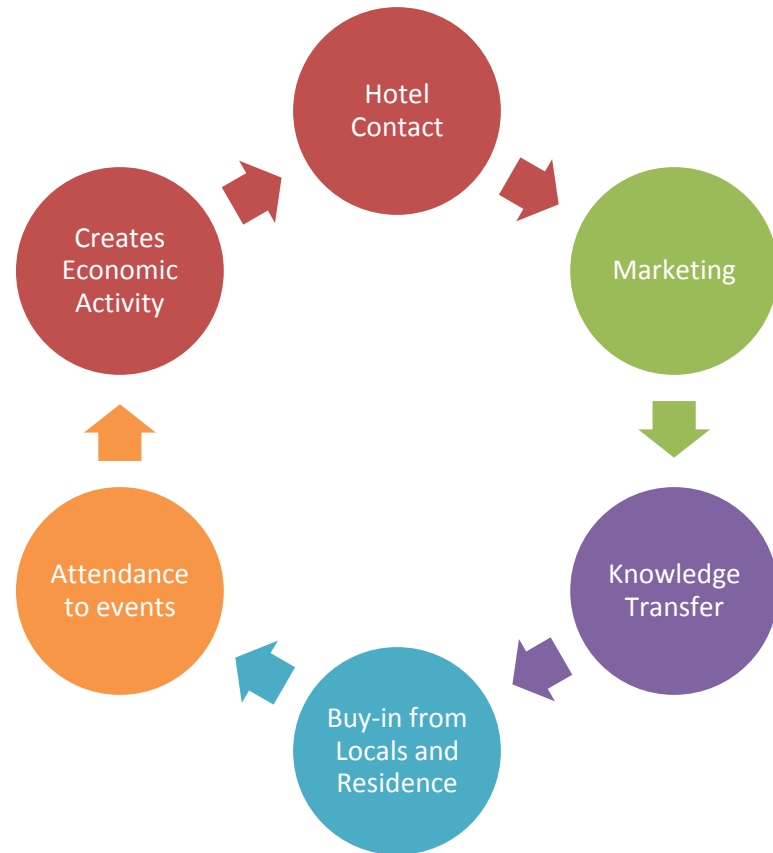 Hotel
Contact
Marketing
Knowledge
Transfer
Buy-in from
Locals and
Residence
Attendance
to events
Creates
Economic
Activity